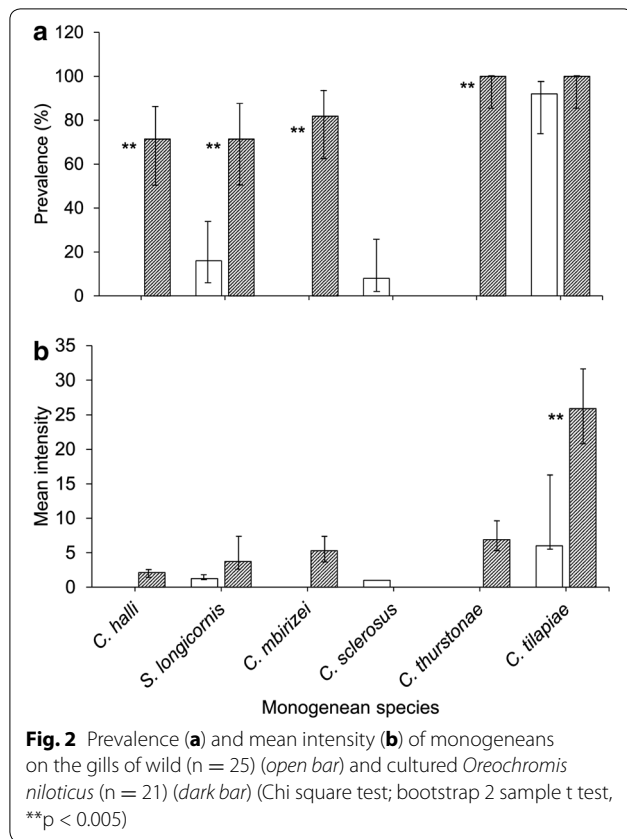 a
120
100
80
60
40
20
0
Prevalence (%)
**
**
**
**
b
35
30
25
20
15
10
5
0
Mean intensity
**
C. halli
S. longicornis
C. mbirizei
C. sclerosus
C. thurstonae
C. tilapiae
Monogenean species
Fig. 2 Prevalence (a) and mean intensity (b) of monogeneans
on the gills of wild (n = 25) (open bar) and cultured Oreochromis
niloticus (n = 21) (dark bar) (Chi square test; bootstrap 2 sample t test,
**p < 0.005)